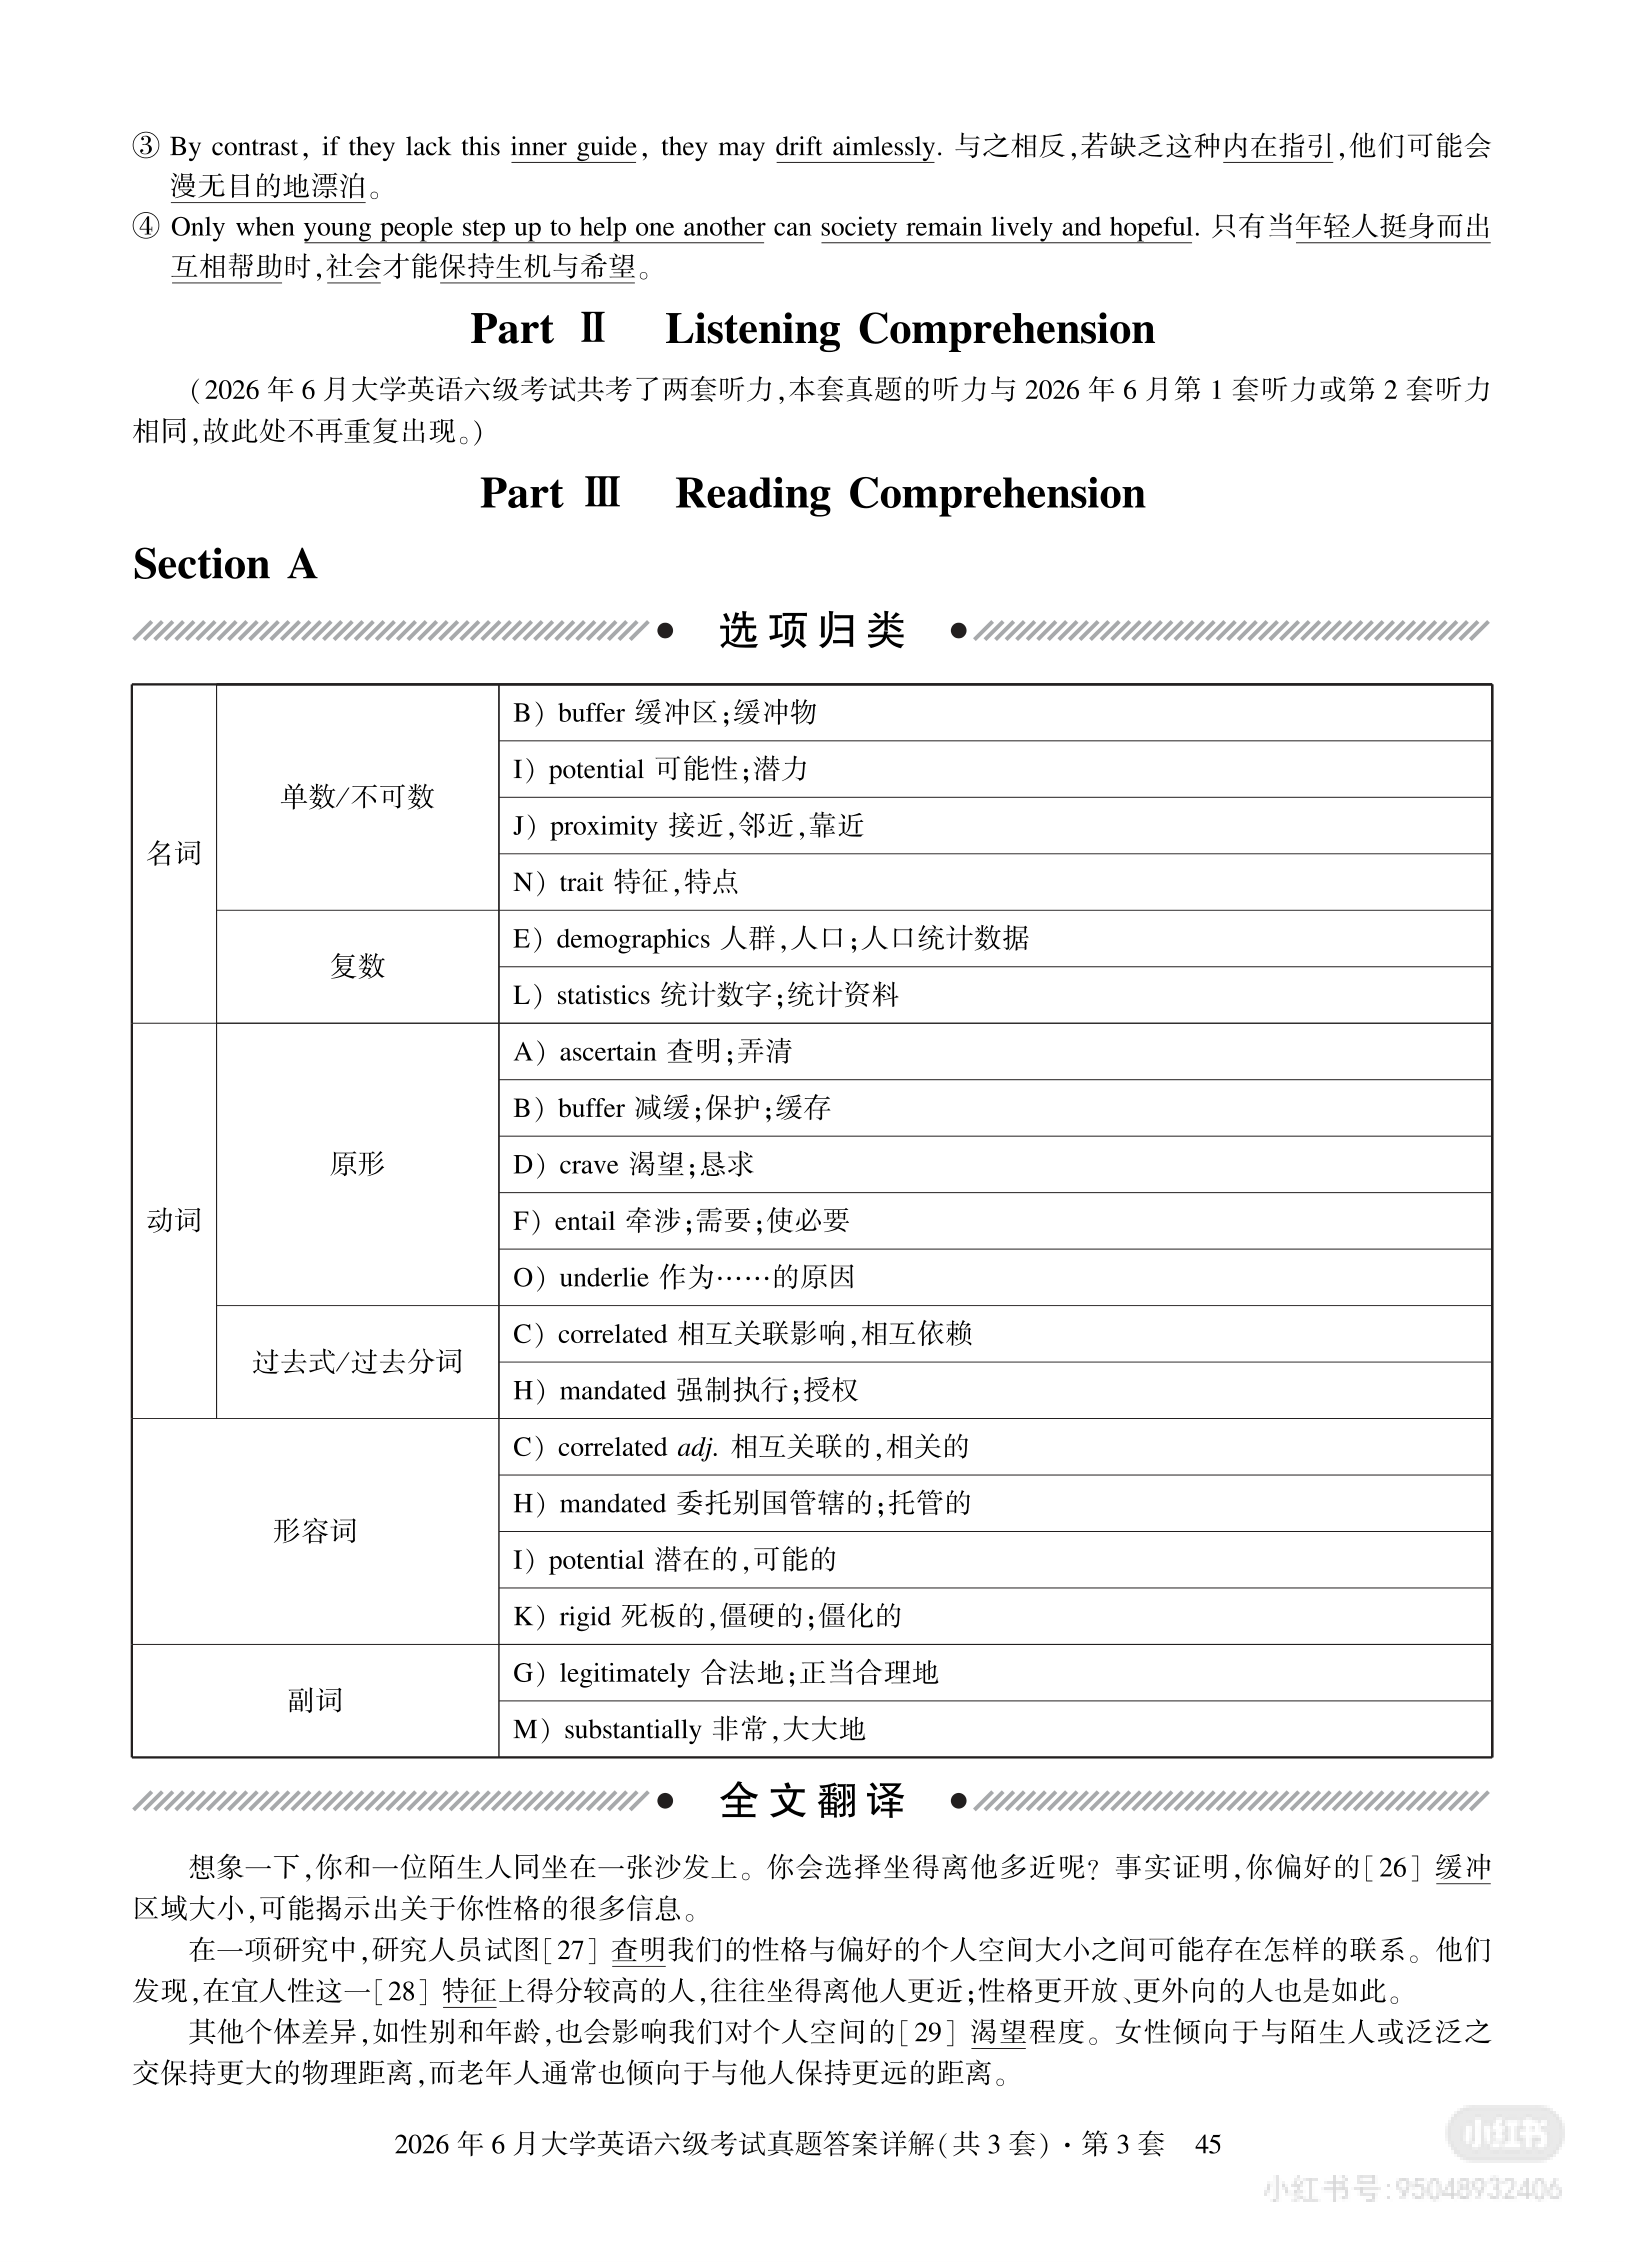 ③ By contrast, if they lack this inner guide, they may drift aimlessly. 与之相反,若缺乏这种内在指引,他们可能会
漫无目的地漂泊。
④ Only when young people step up to help one another can society remain lively and hopeful. 只有当年轻人挺身而出
互相帮助时,社会才能保持生机与希望。
Part Ⅱ Listening Comprehension
(2026 年 6 月大学英语六级考试共考了两套听力,本套真题的听力与 2026 年 6 月第 1 套听力或第 2 套听力
相同,故此处不再重复出现。)
Part Ⅲ Reading Comprehension
Section A
选项归类
名词
单数/不可数
B) buffer 缓冲区;缓冲物
I) potential 可能性;潜力
J) proximity 接近,邻近,靠近
N) trait 特征,特点
复数
E) demographics 人群,人口;人口统计数据
L) statistics 统计数字;统计资料
动词
原形
A) ascertain 查明;弄清
B) buffer 减缓;保护;缓存
D) crave 渴望;恳求
F) entail 牵涉;需要;使必要
O) underlie 作为……的原因
过去式/过去分词
C) correlated 相互关联影响,相互依赖
H) mandated 强制执行;授权
形容词
C) correlated adj. 相互关联的,相关的
H) mandated 委托别国管辖的;托管的
I) potential 潜在的,可能的
K) rigid 死板的,僵硬的;僵化的
副词
G) legitimately 合法地;正当合理地
M) substantially 非常,大大地
全文翻译
想象一下,你和一位陌生人同坐在一张沙发上。你会选择坐得离他多近呢? 事实证明,你偏好的[26] 缓冲
区域大小,可能揭示出关于你性格的很多信息。
在一项研究中,研究人员试图[27] 查明我们的性格与偏好的个人空间大小之间可能存在怎样的联系。他们
发现,在宜人性这一[28] 特征上得分较高的人,往往坐得离他人更近;性格更开放、更外向的人也是如此。
其他个体差异,如性别和年龄,也会影响我们对个人空间的[29] 渴望程度。女性倾向于与陌生人或泛泛之
交保持更大的物理距离,而老年人通常也倾向于与他人保持更远的距离。
2026 年 6 月大学英语六级考试真题答案详解(共 3 套)·第 3 套 45
小红书
小红书号:95048932406